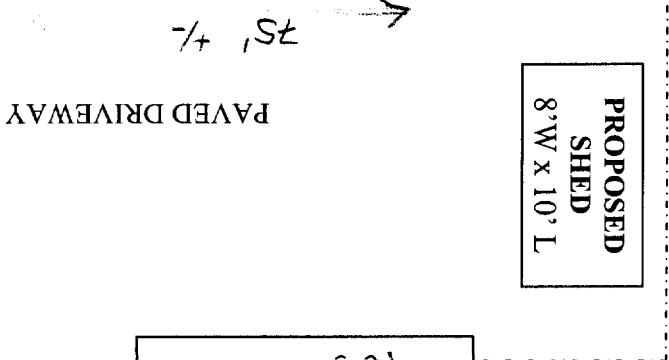 75' +/-
PAVED DRIVEWAY
PROPOSED
SHED
8'W x 10' L